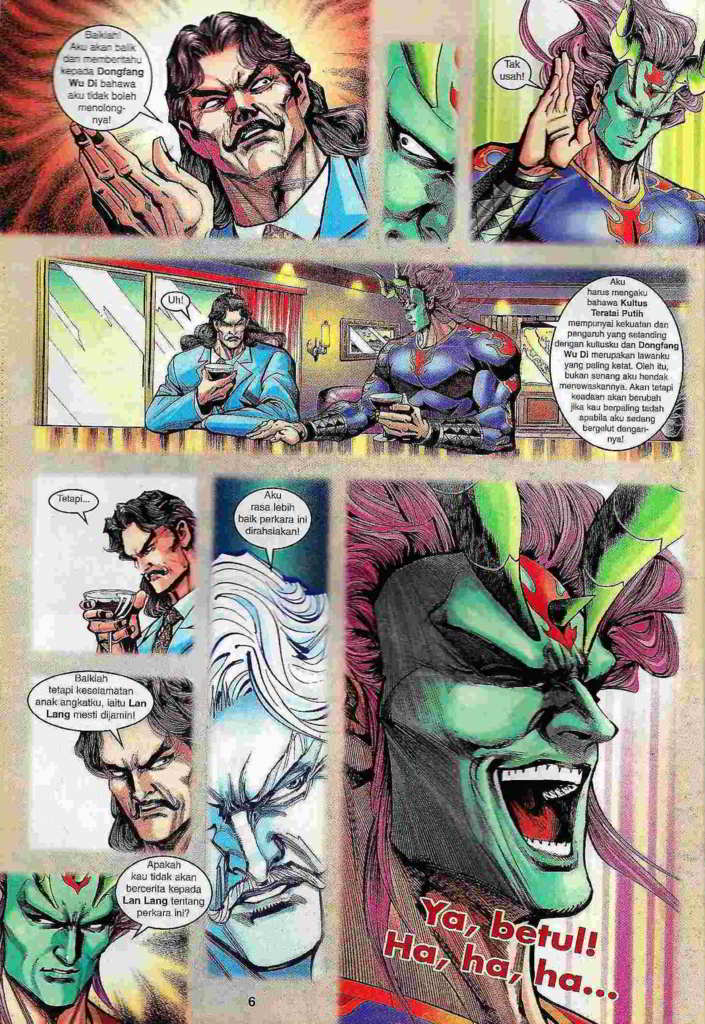 Baiklah!
Aku akan balik
dan memberitahu
kepada Dongfang
Wu Di bahawa
aku tidak boleh
menolong-
nya!
Tak
usah!
Uh!
Aku
harus mengaku
bahawa Kultus
Teratai Putih
mempunyai kekuatan dan
pengaruh yang setanding
dengan kultusku dan Dongfang
Wu Di merupakan lawanku
yang paling ketat. Oleh itu,
bukan senang aku hendak
menewaskannya. Akan tetapi
keadaan akan berubah
jika kau berpaling tadah
apabila aku sedang
bergelut dengan-
nya!
Tetapi...
Baiklah
tetapi keselamatan
anak angkatku, iaitu Lan
Lang mesti dijamin!
Apakah
kau tidak akan
bercerita kepada
Lan Lang tentang
perkara ini?
Aku
rasa lebih
baik perkara ini
dirahsiakan!
Ya, betul!
Ha, ha, ha...
6